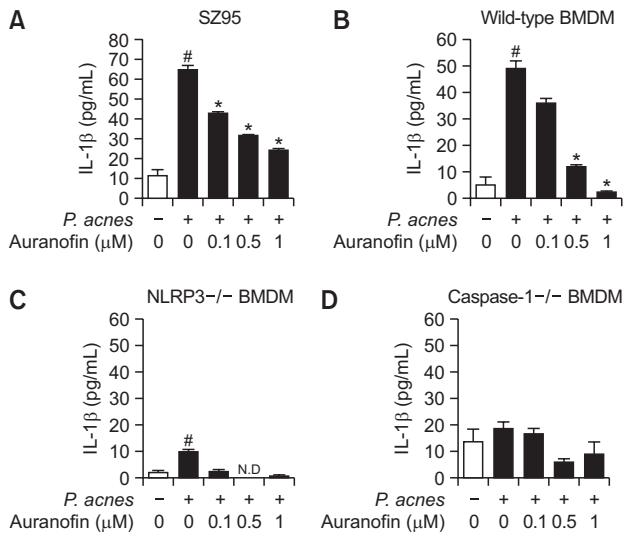 A
SZ95
IL-1β (pg/mL)
80
70
60
50
40
30
20
10
0
#
*
*
*
P. acnes − + + + +
Auranofin (μM) 0 0 0.1 0.5 1
B
Wild-type BMDM
IL-1β (pg/mL)
60
50
40
30
20
10
0
#
*
*
P. acnes − + + + +
Auranofin (μM) 0 0 0.1 0.5 1
C
NLRP3−/− BMDM
IL-1β (pg/mL)
60
50
40
30
20
10
0
#
N.D
P. acnes − + + + +
Auranofin (μM) 0 0 0.1 0.5 1
D
Caspase-1−/− BMDM
IL-1β (pg/mL)
60
50
40
30
20
10
0
P. acnes − + + + +
Auranofin (μM) 0 0 0.1 0.5 1